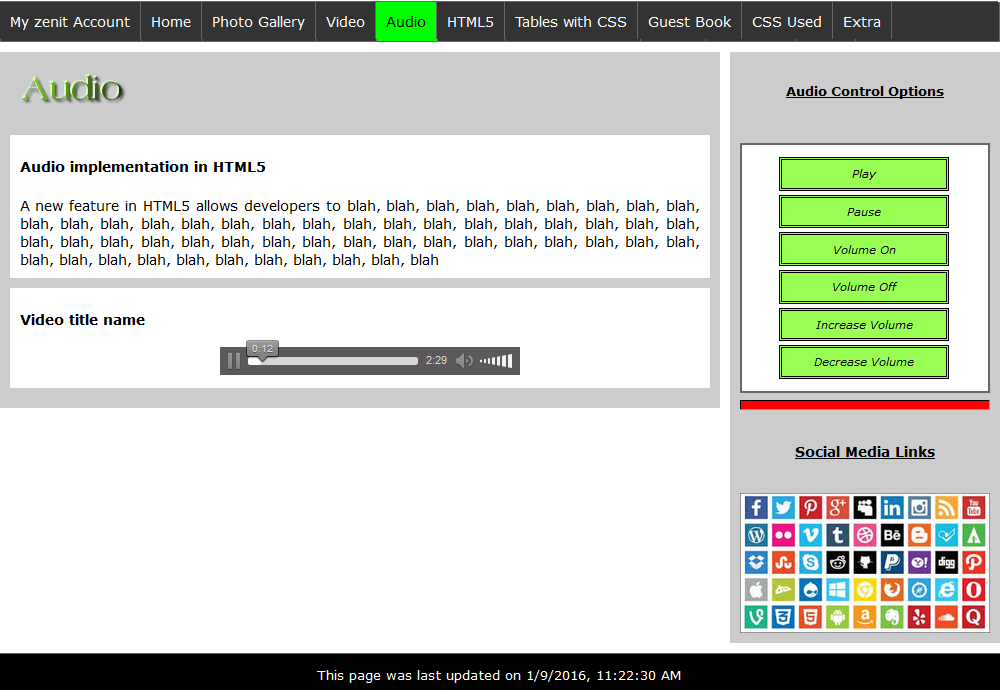 My zenit Account Home Photo Gallery Video Audio HTML5 Tables with CSS Guest Book CSS Used Extra
Audio
Audio implementation in HTML5
A new feature in HTML5 allows developers to blah, blah, blah, blah, blah, blah, blah, blah, blah,
blah, blah, blah, blah, blah, blah, blah, blah, blah, blah, blah, blah, blah, blah, blah, blah, blah,
blah, blah, blah, blah, blah, blah, blah, blah, blah, blah, blah, blah, blah, blah, blah, blah, blah,
blah, blah, blah, blah, blah, blah, blah, blah, blah, blah, blah
Video title name
0:12
2:29
Audio Control Options
Play
Pause
Volume On
Volume Off
Increase Volume
Decrease Volume
Social Media Links
You Tube
Bē
digg
This page was last updated on 1/9/2016, 11:22:30 AM